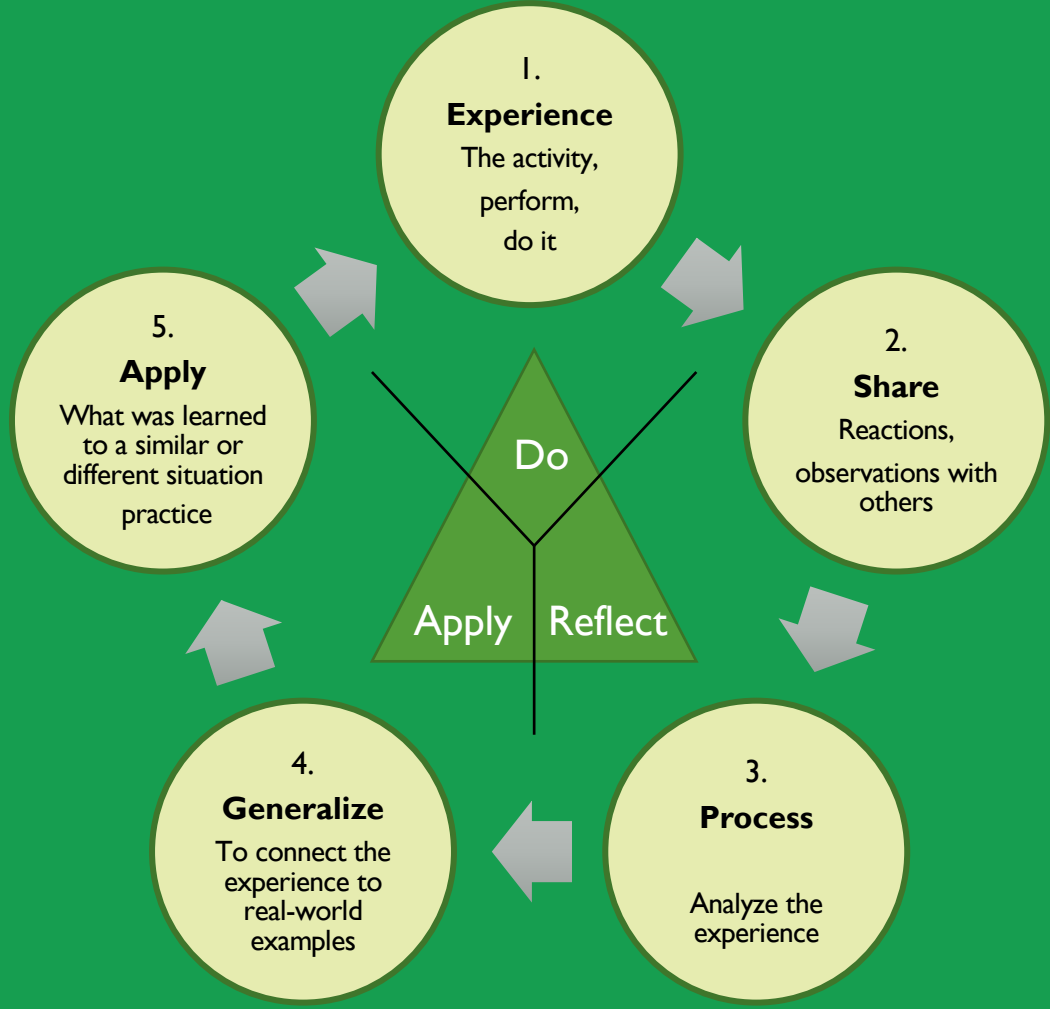 1.
Experience
The activity,
perform,
do it
2.
Share
Reactions,
observations with
others
3.
Process
Analyze the
experience
4.
Generalize
To connect the
experience to
real-world
examples
5.
Apply
What was learned
to a similar or
different situation
practice
Do
Apply
Reflect